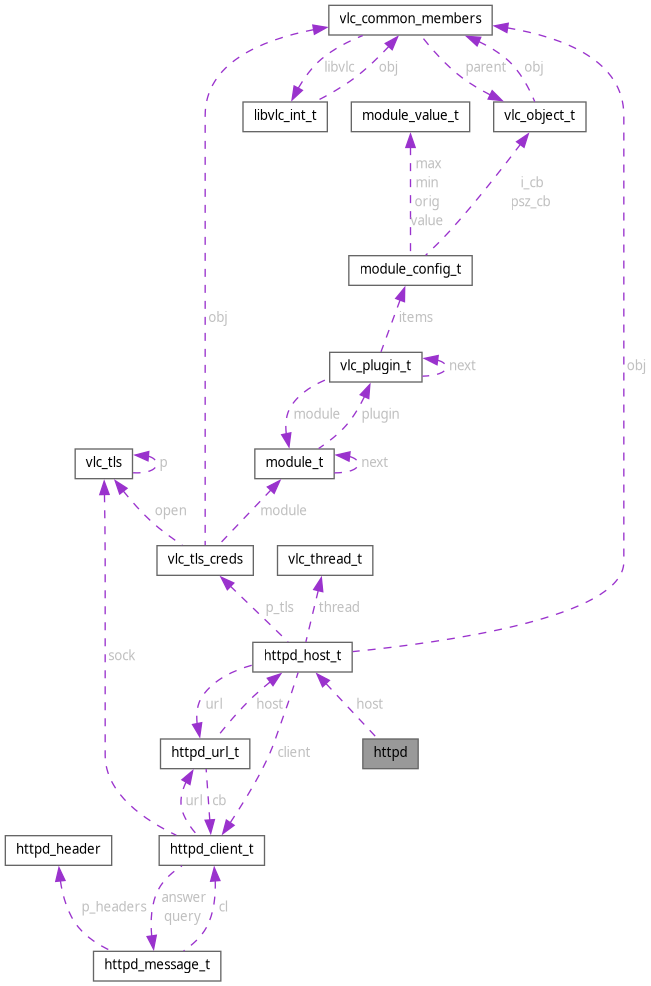 vlc_common_members
libvlc
obj
parent
obj
libvlc_int_t
module_value_t
vlc_object_t
max
min
orig
value
i_cb
psz_cb
module_config_t
obj
items
obj
vlc_plugin_t
next
module
plugin
vlc_tls
p
module_t
next
open
module
vlc_tls_creds
vlc_thread_t
p_tls
thread
sock
httpd_host_t
url
host
host
httpd_url_t
client
httpd
url
cb
httpd_header
httpd_client_t
p_headers
answer
query
cl
httpd_message_t